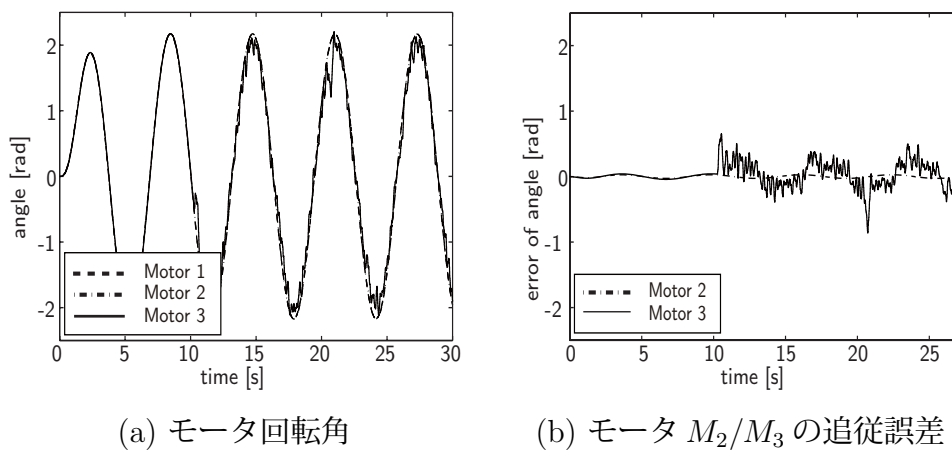 angle [rad]
2
1
0
-1
-2
Motor 1
Motor 2
Motor 3
0 5 10 15 20 25 30
time [s]
(a) モータ回転角
error of angle [rad]
2
1
0
-1
-2
Motor 2
Motor 3
0 5 10 15 20 25
time [s]
(b) モータ M2/M3 の追従誤差